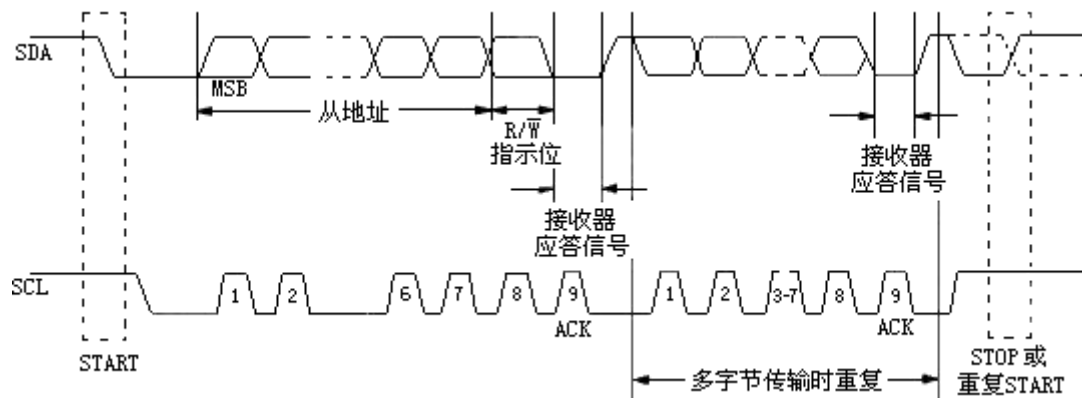 SDA
MSB
从地址
R/W̅
指示位
接收器
应答信号
接收器
应答信号
SCL
1
2
6
7
8
9
1
2
3-7
8
9
ACK
ACK
START
多字节传输时重复
STOP 或
重复START